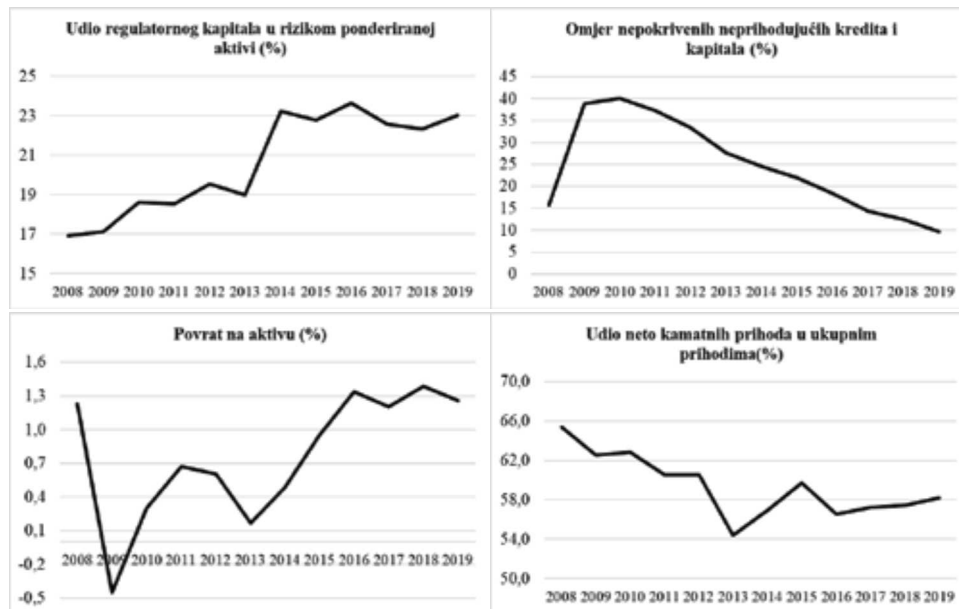 Udio regulatornog kapitala u rizikom ponderiranoj
aktivi (%)
25
23
21
19
17
15
2008 2009 2010 2011 2012 2013 2014 2015 2016 2017 2018 2019
Omjer nepokrivenih neprihodujućih kredita i
kapitala (%)
45
40
35
30
25
20
15
10
5
0
2008 2009 2010 2011 2012 2013 2014 2015 2016 2017 2018 2019
Povrat na aktivu (%)
1,6
1,3
1,0
0,7
0,4
0,1
-0,2
-0,5
2008 2009 2010 2011 2012 2013 2014 2015 2016 2017 2018 2019
Udio neto kamatnih prihoda u ukupnim
prihodima(%)
70,0
66,0
62,0
58,0
54,0
50,0
2008 2009 2010 2011 2012 2013 2014 2015 2016 2017 2018 2019